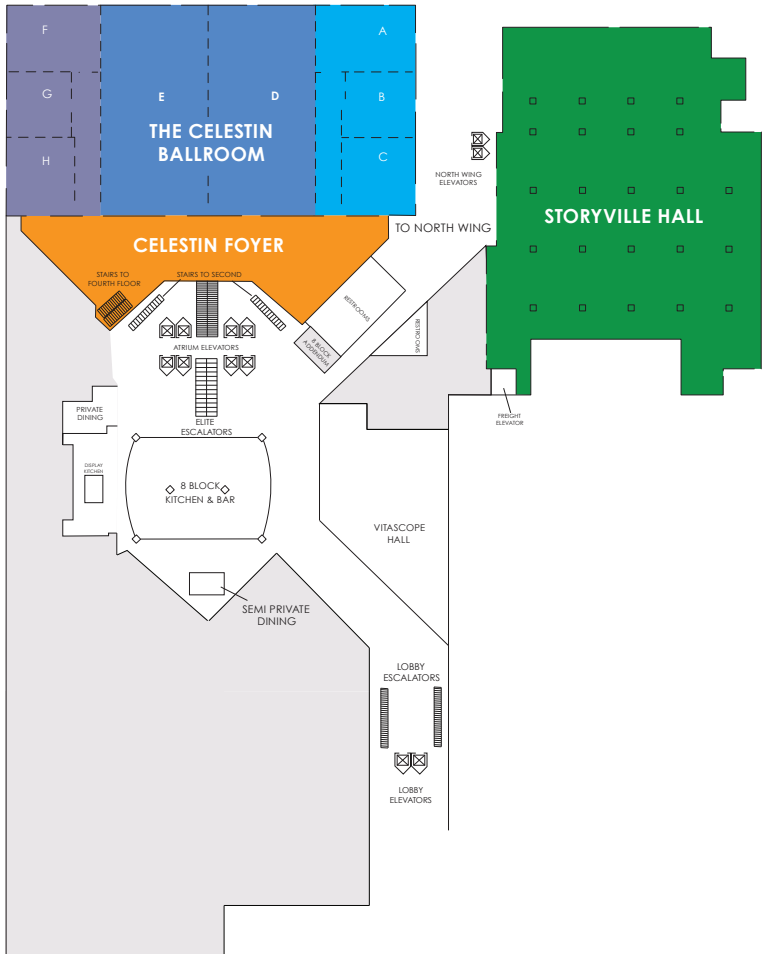 F
A
G
E
D
B
THE CELESTIN
BALLROOM
H
C
NORTH WING
ELEVATORS
STORYVILLE HALL
TO NORTH WING
CELESTIN FOYER
STAIRS TO
FOURTH FLOOR
STAIRS TO SECOND
RESTROOMS
RESTROOMS
8 BLOCK
ADDENDUM
ATRIUM ELEVATORS
PRIVATE
DINING
ELITE
ESCALATORS
FREIGHT
ELEVATOR
DISPLAY
KITCHEN
8 BLOCK
KITCHEN & BAR
VITASCOPE
HALL
SEMI PRIVATE
DINING
LOBBY
ESCALATORS
LOBBY
ELEVATORS